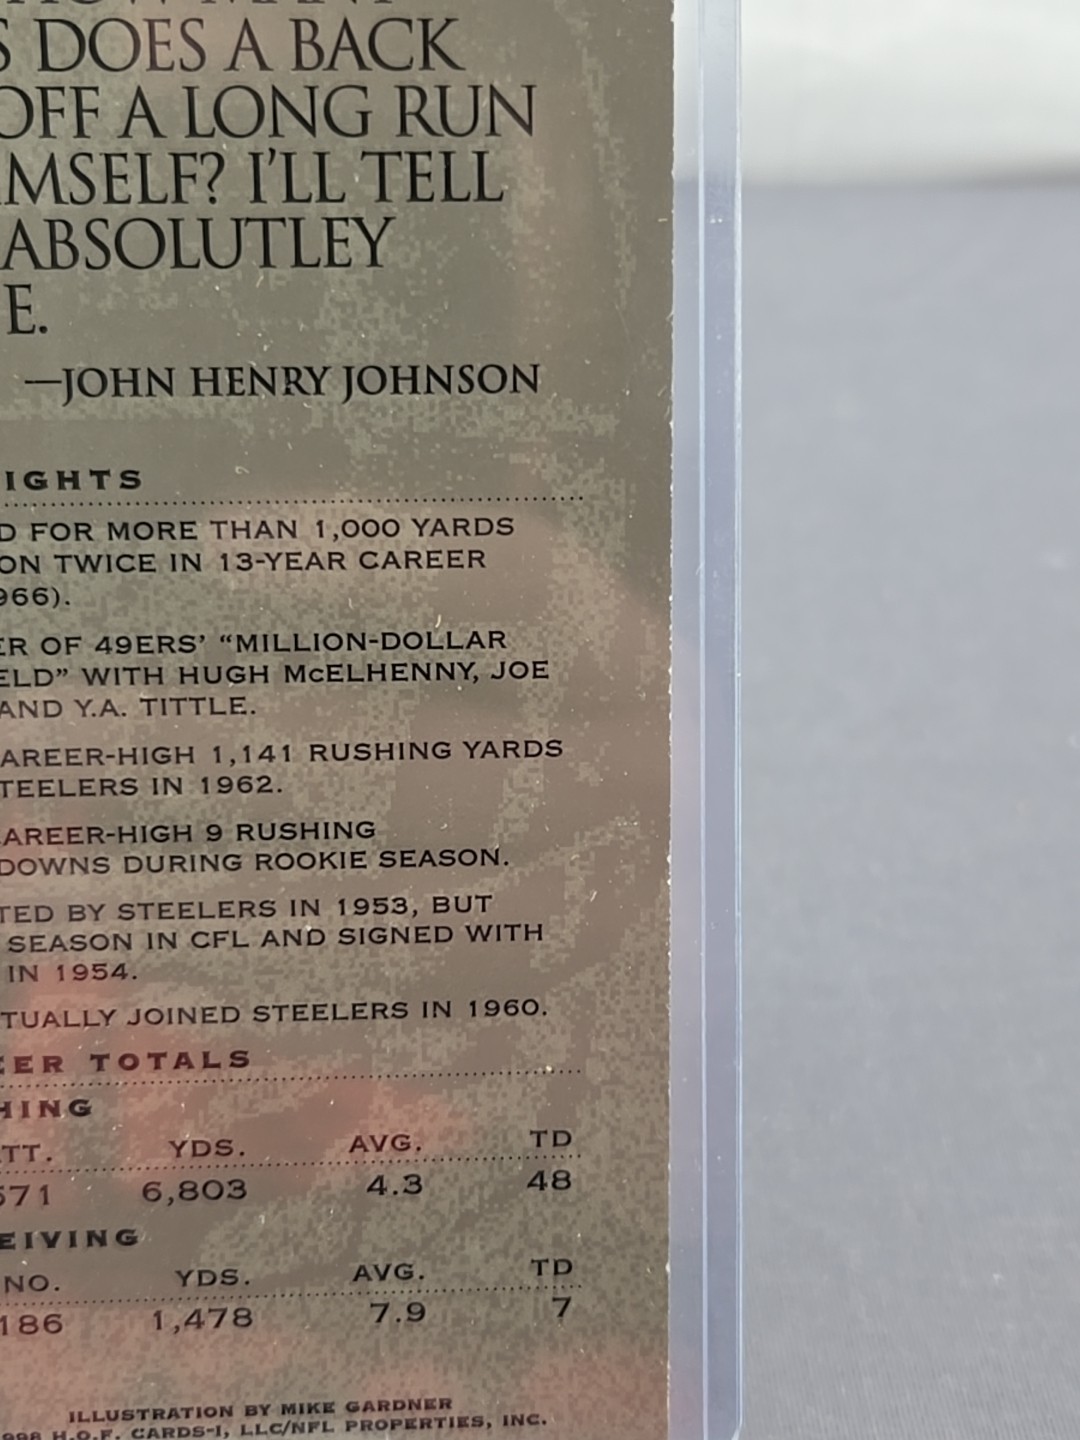 HOW MANY
S DOES A BACK
OFF A LONG RUN
MSELF? I'LL TELL
ABSOLUTLEY
E.
—JOHN HENRY JOHNSON
IGHTS
D FOR MORE THAN 1,000 YARDS
ON TWICE IN 13-YEAR CAREER
966).
ER OF 49ERS' “MILLION-DOLLAR
ELD” WITH HUGH McELHENNY, JOE
AND Y.A. TITTLE.
AREER-HIGH 1,141 RUSHING YARDS
TEELERS IN 1962.
AREER-HIGH 9 RUSHING
DOWNS DURING ROOKIE SEASON.
TED BY STEELERS IN 1953, BUT
SEASON IN CFL AND SIGNED WITH
IN 1954.
TUALLY JOINED STEELERS IN 1960.
EER TOTALS
HING
TT. YDS. AVG. TD
571 6,803 4.3 48
EIVING
NO. YDS. AVG. TD
186 1,478 7.9 7
ILLUSTRATION BY MIKE GARDNER
998 H.O.F. CARDS-I, LLC/NFL PROPERTIES, INC.